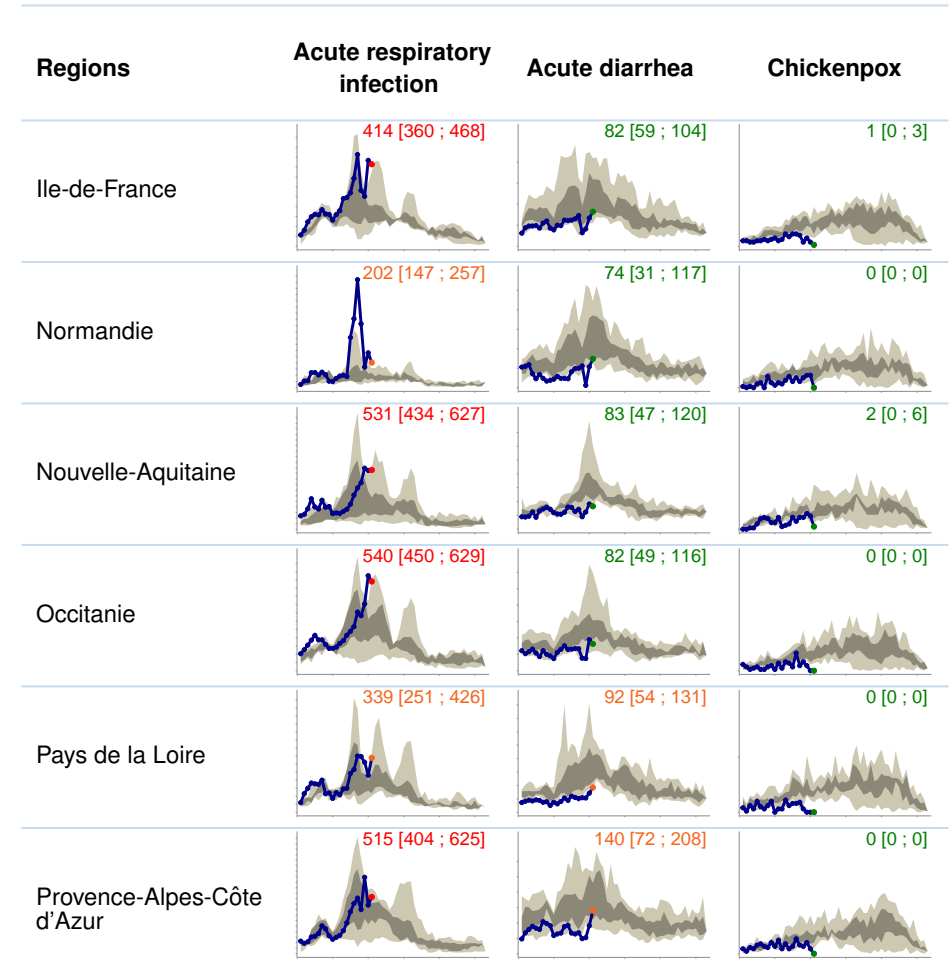 Regions
Acute respiratory
infection
Acute diarrhea
Chickenpox
Ile-de-France
414 [360 ; 468]
82 [59 ; 104]
1 [0 ; 3]
Normandie
202 [147 ; 257]
74 [31 ; 117]
0 [0 ; 0]
Nouvelle-Aquitaine
531 [434 ; 627]
83 [47 ; 120]
2 [0 ; 6]
Occitanie
540 [450 ; 629]
82 [49 ; 116]
0 [0 ; 0]
Pays de la Loire
339 [251 ; 426]
92 [54 ; 131]
0 [0 ; 0]
Provence-Alpes-Côte
d'Azur
515 [404 ; 625]
140 [72 ; 208]
0 [0 ; 0]